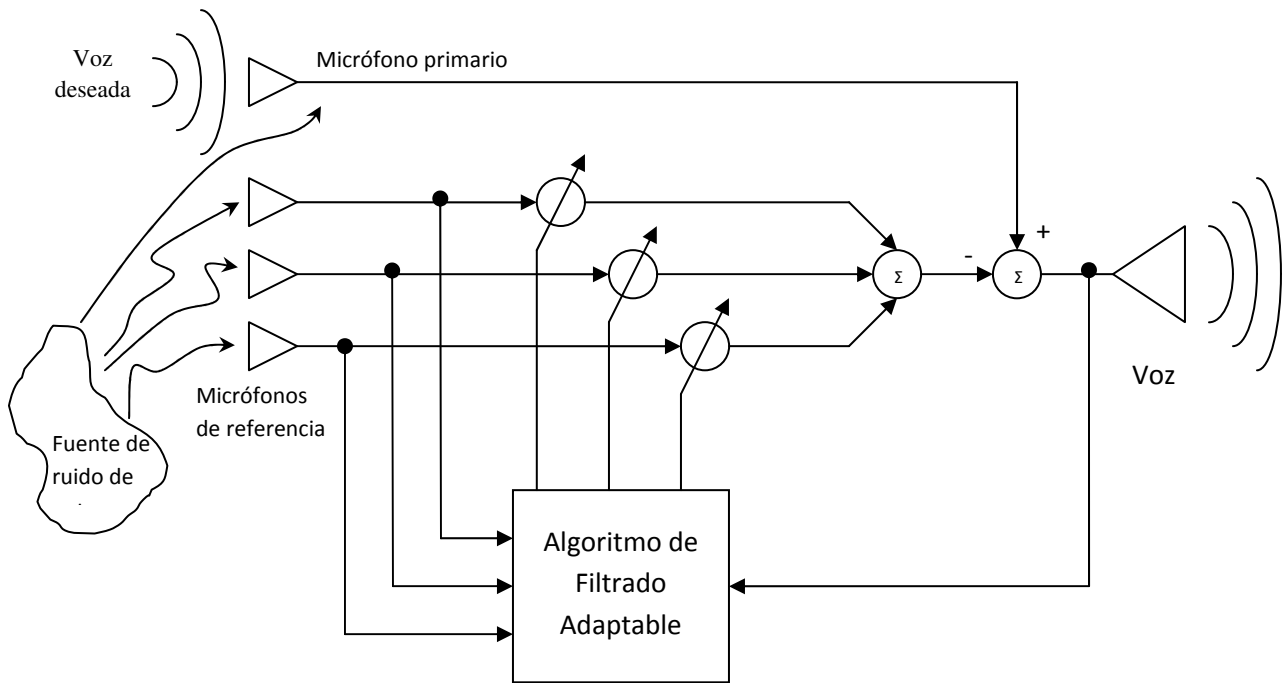 Voz
deseada
Micrófono primario
+
-
Σ
Σ
Voz
Micrófonos
de referencia
Fuente de
ruido de
Algoritmo de
Filtrado
Adaptable